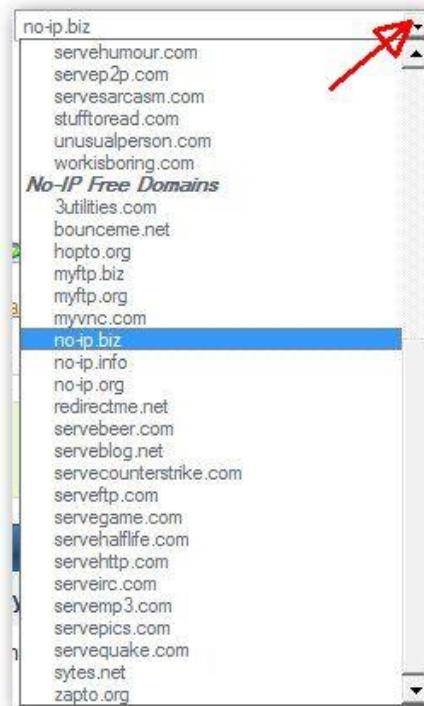 no-ip.biz
servehumour.com
servep2p.com
servesarcasm.com
stufftoread.com
unusualperson.com
workisboring.com
No-IP Free Domains
3utilities.com
bounceme.net
hopto.org
myftp.biz
myftp.org
myvnc.com
no-ip.biz
no-ip.info
no-ip.org
redirectme.net
servebeer.com
serveblog.net
servecounterstrike.com
serveftp.com
servegame.com
servehalflife.com
servehttp.com
serveirc.com
servemp3.com
servepics.com
servequake.com
sytes.net
zapto.org